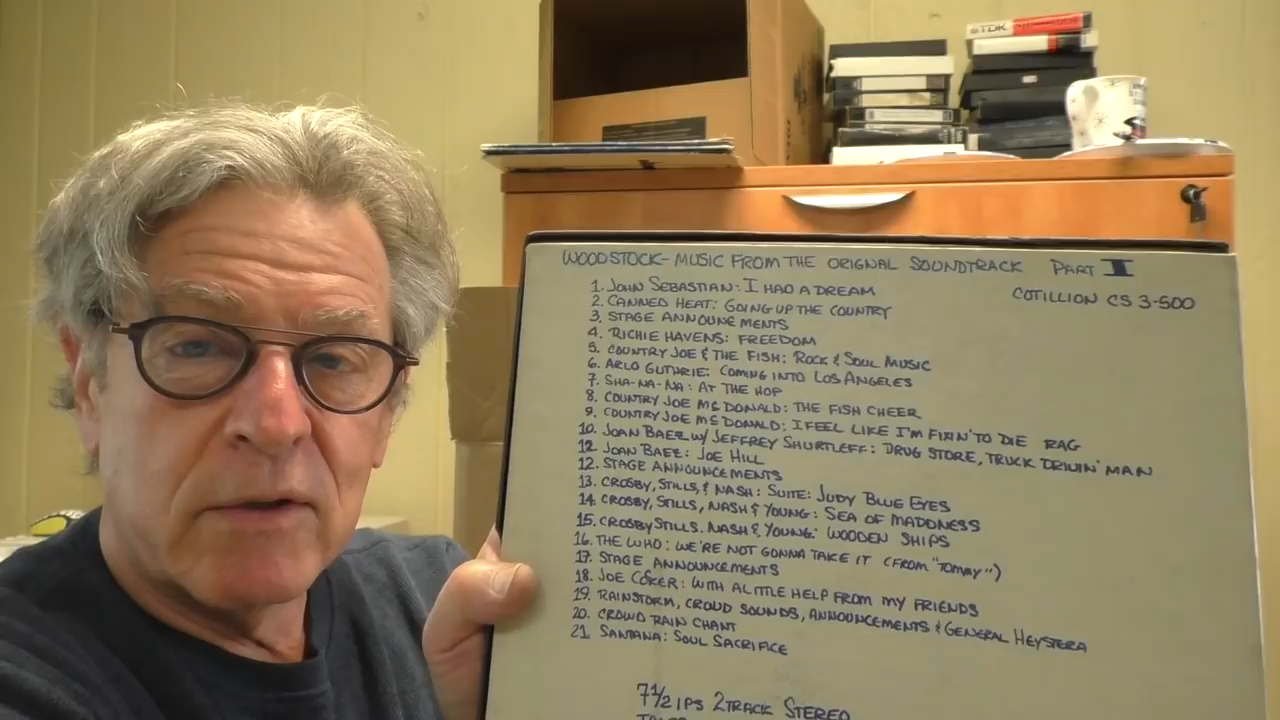 TDK
WOODSTOCK- MUSIC FROM THE ORIGNAL SOUNDTRACK PART I
COTILLION CS 3-500
1. JOHN SEBASTIAN: I HAD A DREAM
2. CANNED HEAT: GOING UP THE COUNTRY
3. STAGE ANNOUNEMENTS
4. RICHIE HAVENS: FREEDOM
5. COUNTRY JOE & THE FISH: ROCK & SOUL MUSIC
6. ARLO GUTHRIE: COMING INTO LOS ANGELES
7. SHA-NA-NA: AT THE HOP
8. COUNTRY JOE MCDONALD: THE FISH CHEER
9. COUNTRY JOE MCDONALD: I FEEL LIKE I'M FIXIN' TO DIE RAG
10. JOAN BAEZ W/ JEFFREY SHURTLEFF: DRUG STORE, TRUCK DRIVIN' MAN
12. JOAN BAEZ: JOE HILL
12. STAGE ANNOUNCEMENTS
13. CROSBY, STILLS, & NASH: SUITE: JUDY BLUE EYES
14. CROSBY, STILLS, NASH & YOUNG: SEA OF MADDNESS
15. CROSBY STILLS. NASH & YOUNG: WOODEN SHIPS
16. THE WHO: WE'RE NOT GONNA TAKE IT (FROM "TOMMY")
17. STAGE ANNOUNCEMENTS
18. JOE COCKER: WITH A LITTLE HELP FROM MY FRIENDS
19. RAINSTORM, CROUD SOUNDS, ANNOUNCEMENTS & GENERAL HEYSTERA
20. CROWD RAIN CHANT
21. SANTANA: SOUL SACRIFICE
7 1/2 IPS 2TRACK STEREO